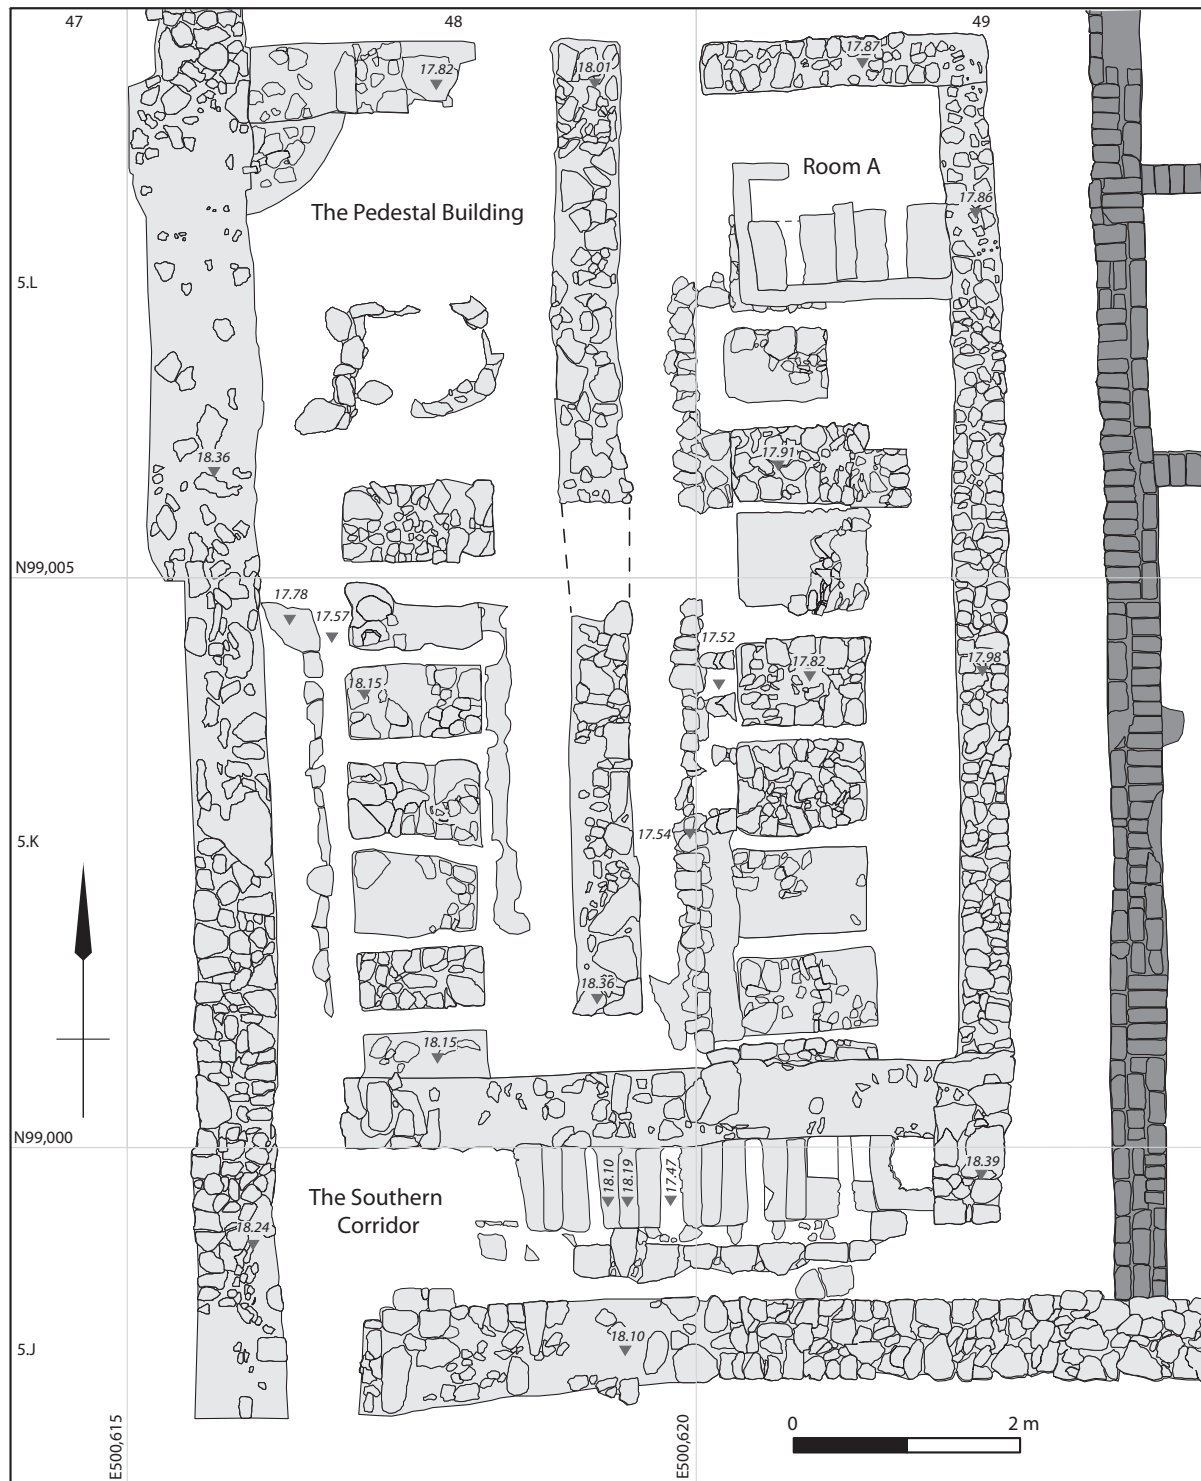 47 48 49
17.82
18.01
17.87
Room A
17.86
The Pedestal Building
5.L
18.36
17.91
N99,005
17.78
17.57
17.52
18.15
17.82
17.98
17.54
5.K
18.36
18.15
N99,000
18.10
18.19
17.47
18.39
The Southern
Corridor
18.24
18.10
5.J
E500,615
E500,620
0 2 m